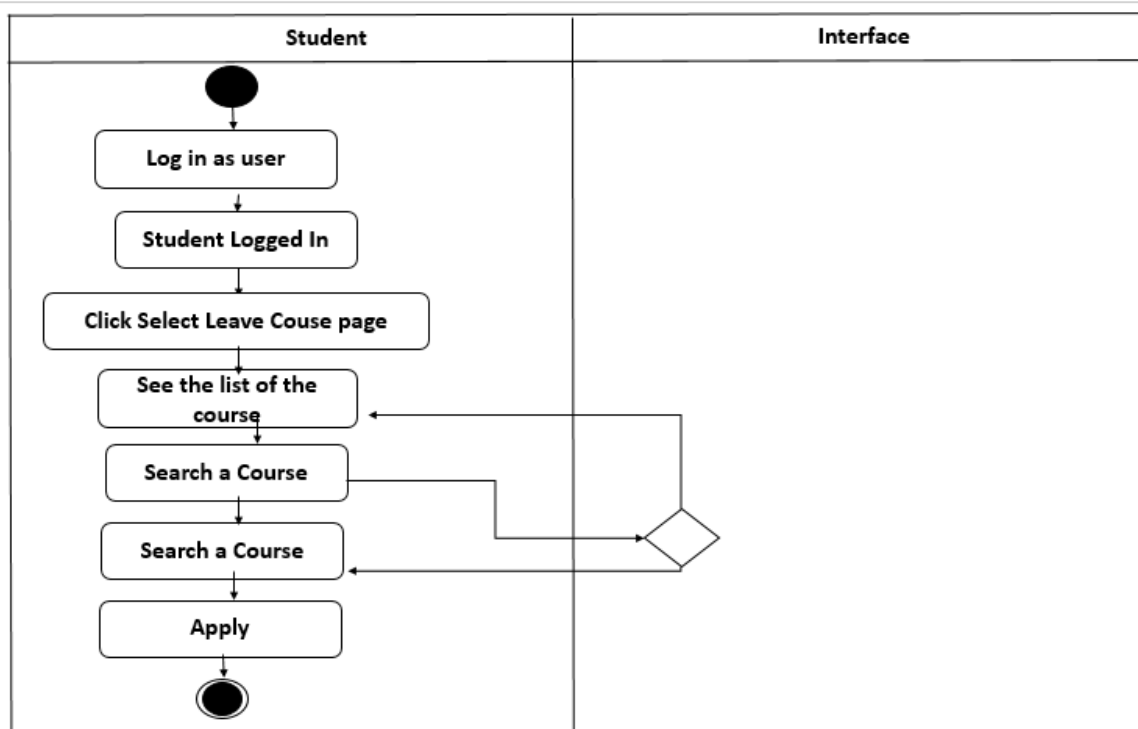 Student
Interface
Log in as user
Student Logged In
Click Select Leave Couse page
See the list of the
course
Search a Course
Search a Course
Apply